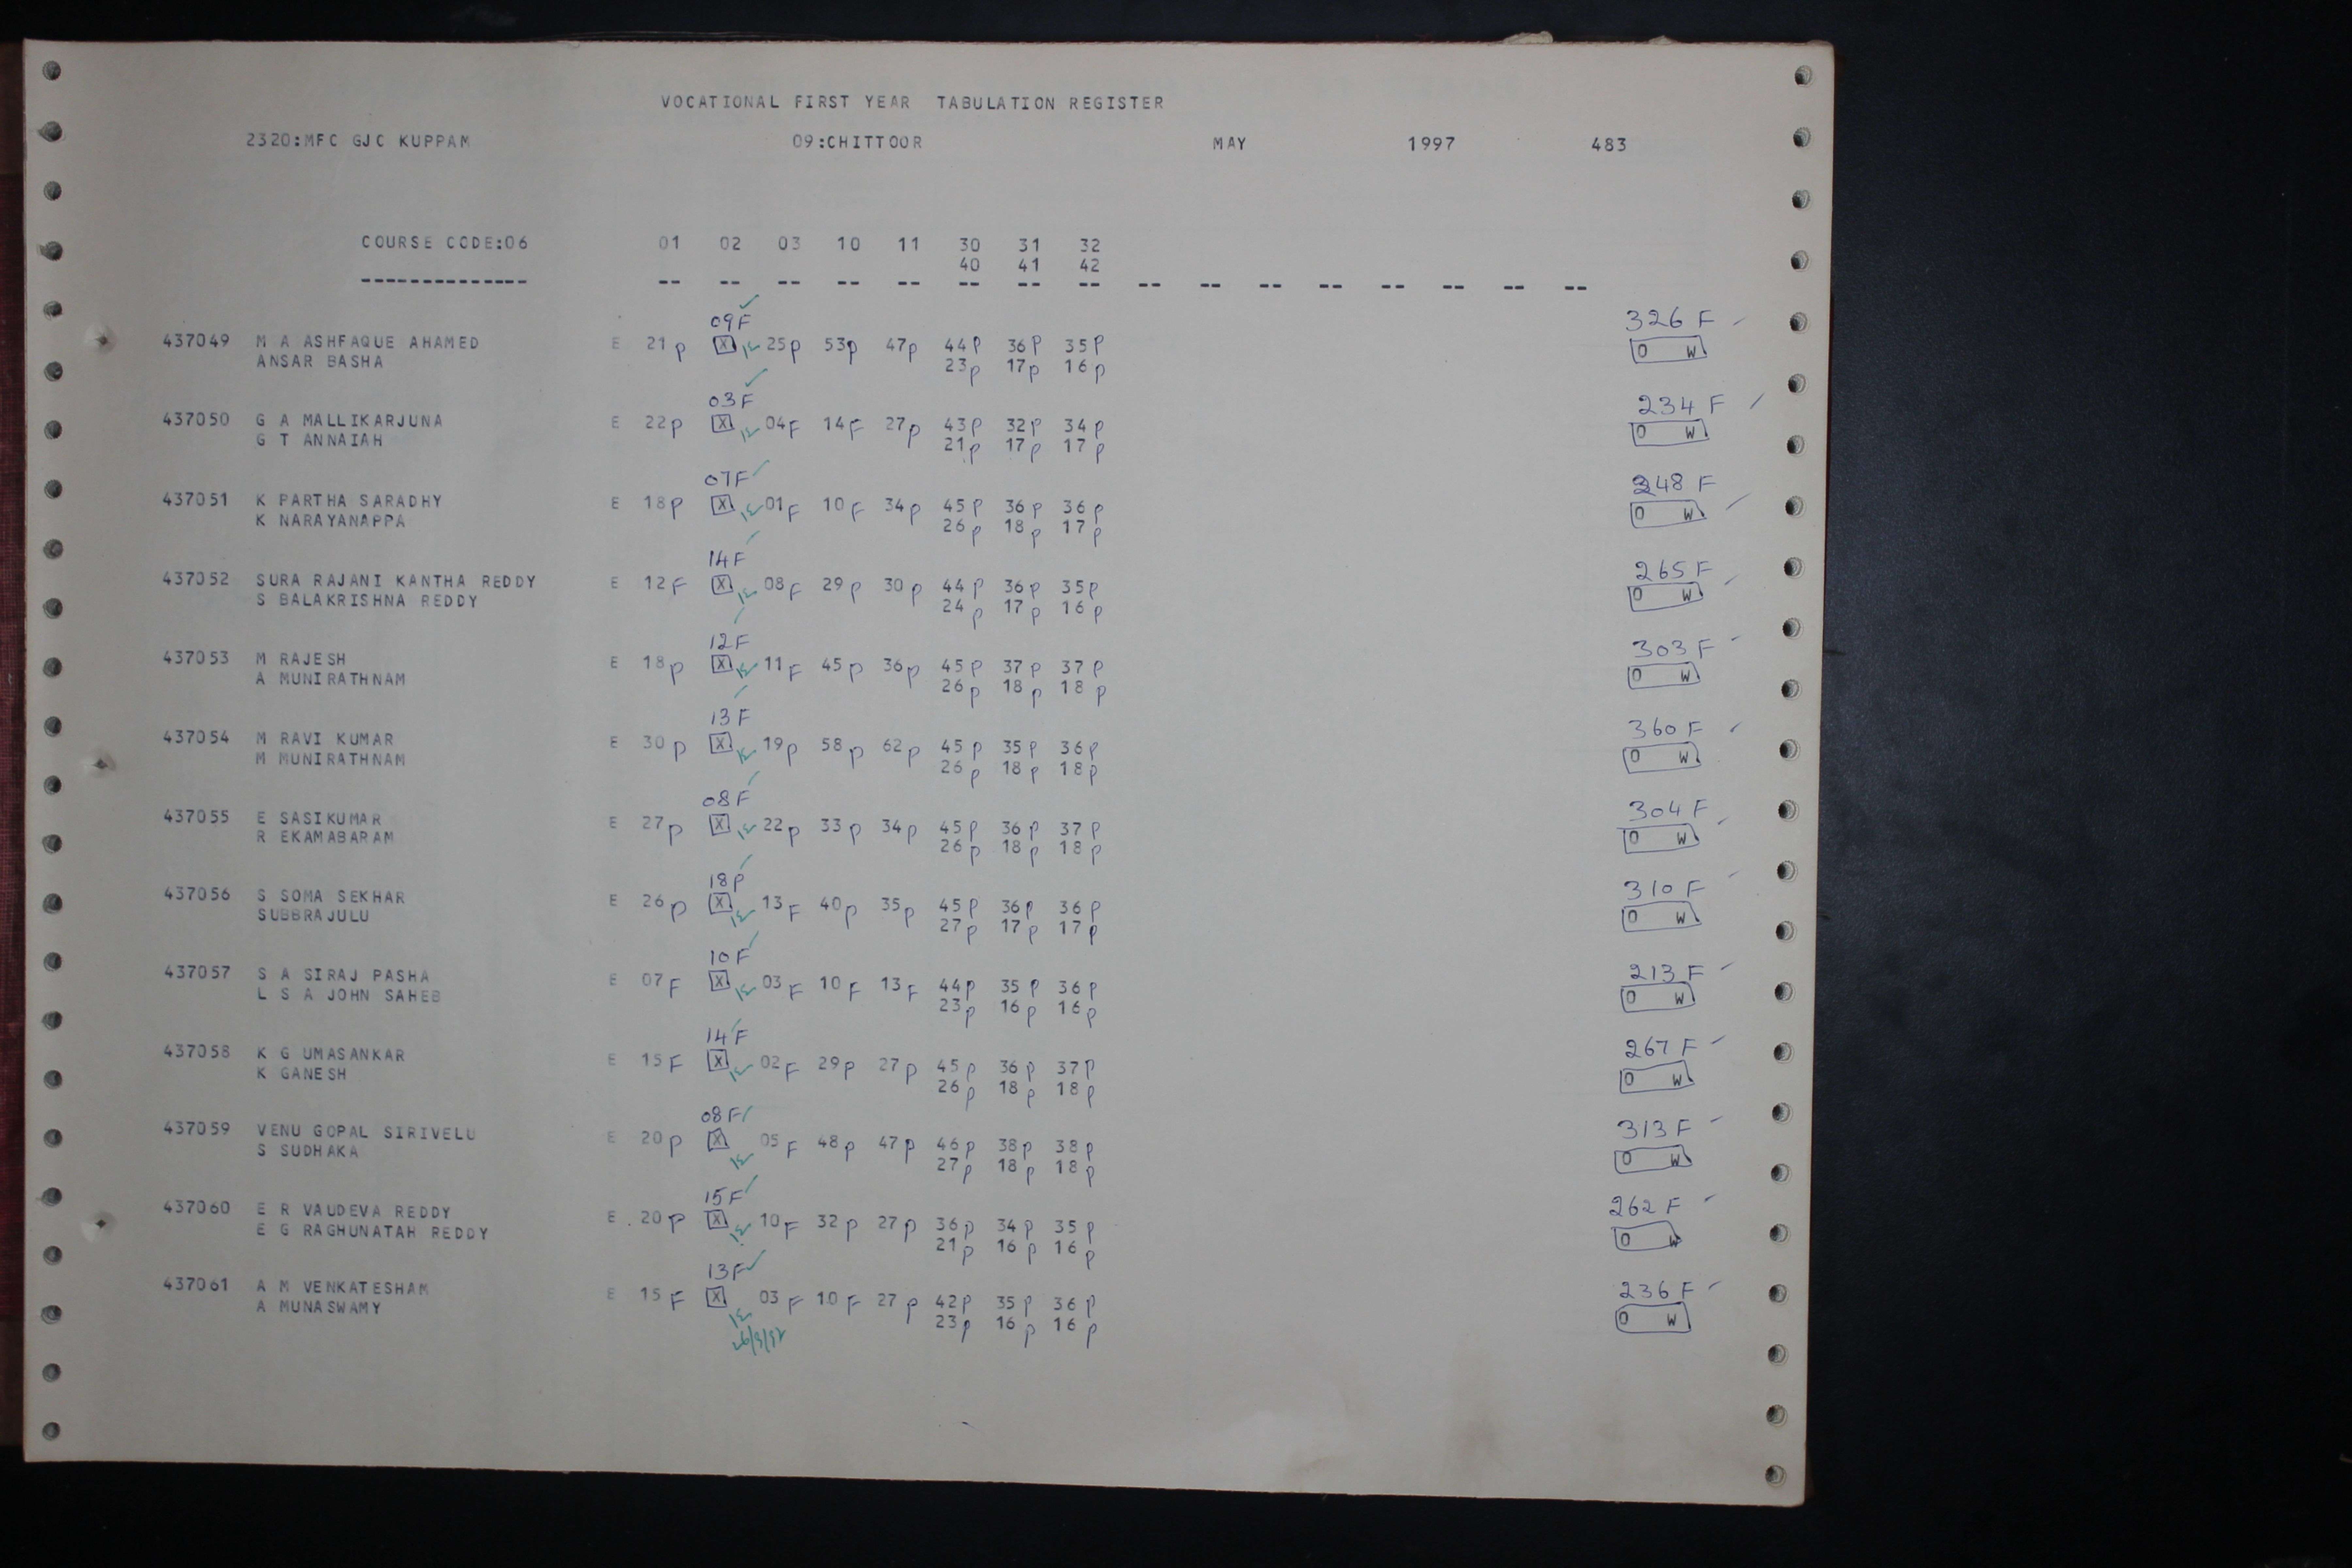 VOCATIONAL FIRST YEAR TABULATION REGISTER
2320:MFC GJC KUPPAM 09:CHITTOOR MAY 1997 483
COURSE CODE:06 01 02 03 10 11 30 31 32
40 41 42
-------------- -- -- -- -- -- -- -- -- -- -- -- -- -- -- -- --
09F 326 F
437049 M A ASHFAQUE AHAMED E 21 P X 25 P 53 P 47 P 44 P 36 P 35 P 0 W
ANSAR BASHA 23 P 17 P 16 P
03F 234 F
437050 G A MALLIKARJUNA E 22 P X 04 F 14 F 27 P 43 P 32 P 34 P 0 W
G T ANNAIAH 21 P 17 P 17 P
07F 248 F
437051 K PARTHA SARADHY E 18 P X 01 F 10 F 34 P 45 P 36 P 36 P 0 W
K NARAYANAPPA 26 P 18 P 17 P
14F 265 F
437052 SURA RAJANI KANTHA REDDY E 12 F X 08 F 29 P 30 P 44 P 36 P 35 P 0 W
S BALAKRISHNA REDDY 24 P 17 P 16 P
12F 303 F
437053 M RAJESH E 18 P X 11 F 45 P 36 P 45 P 37 P 37 P 0 W
A MUNIRATHNAM 26 P 18 P 18 P
13F 360 F
437054 M RAVI KUMAR E 30 P X 19 P 58 P 62 P 45 P 35 P 36 P 0 W
M MUNIRATHNAM 26 P 18 P 18 P
08F 304 F
437055 E SASIKUMAR E 27 P X 22 P 33 P 34 P 45 P 36 P 37 P 0 W
R EKAMABARAM 26 P 18 P 18 P
18P 310 F
437056 S SOMA SEKHAR E 26 P X 13 F 40 P 35 P 45 P 36 P 36 P 0 W
SUBBRAJULU 27 P 17 P 17 P
10F 213 F
437057 S A SIRAJ PASHA E 07 F X 03 F 10 F 13 F 44 P 35 P 36 P 0 W
L S A JOHN SAHEB 23 P 16 P 16 P
14F 267 F
437058 K G UMASANKAR E 15 F X 02 F 29 P 27 P 45 P 36 P 37 P 0 W
K GANESH 26 P 18 P 18 P
08F 313 F
437059 VENU GOPAL SIRIVELU E 20 P X 05 F 48 P 47 P 46 P 38 P 38 P 0 W
S SUDHAKA 27 P 18 P 18 P
15F 262 F
437060 E R VAUDEVA REDDY E 20 P X 10 F 32 P 27 P 36 P 34 P 35 P 0 W
E G RAGHUNATAH REDDY 21 P 16 P 16 P
13F 236 F
437061 A M VENKATESHAM E 15 F X 03 F 10 F 27 P 42 P 35 P 36 P 0 W
A MUNASWAMY 23 P 16 P 16 P